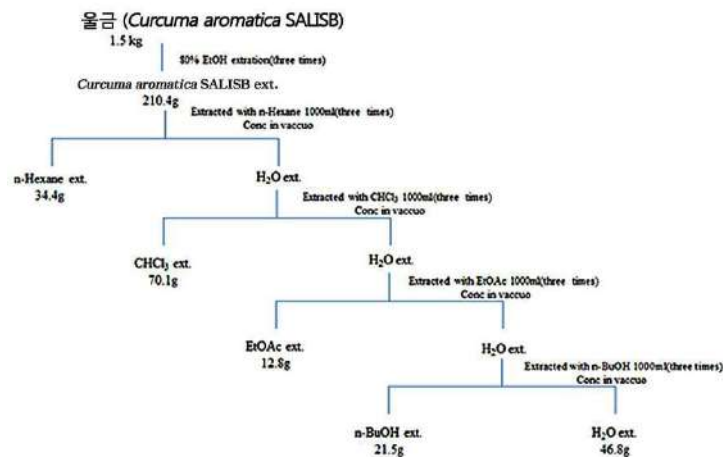 울금 (Curcuma aromatica SALISB)
1.5 kg
80% EtOH extration(three times)
Curcuma aromatica SALISB ext.
210.4g
Extracted with n-Hexane 1000ml(three times)
Conc in vaccuo
n-Hexane ext.
34.4g
H₂O ext.
Extracted with CHCl₃ 1000ml(three times)
Conc in vaccuo
CHCl₃ ext.
70.1g
H₂O ext.
Extracted with EtOAc 1000ml(three times)
Conc in vaccuo
EtOAc ext.
12.8g
H₂O ext.
Extracted with n-BuOH 1000ml(three times)
Conc in vaccuo
n-BuOH ext.
21.5g
H₂O ext.
46.8g